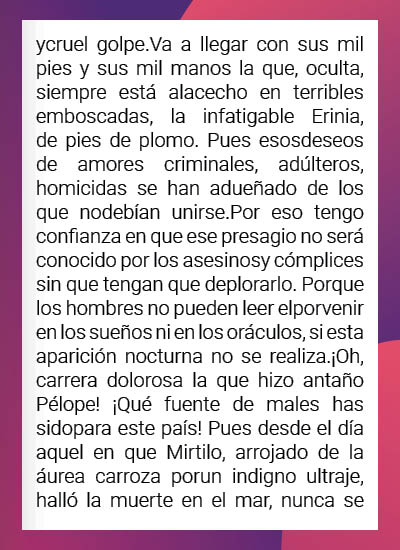 ycruel golpe.Va a llegar con sus mil
pies y sus mil manos la que, oculta,
siempre está alacecho en terribles
emboscadas, la infatigable Erinia,
de pies de plomo. Pues esosdeseos
de amores criminales, adúlteros,
homicidas se han adueñado de los
que nodebían unirse.Por eso tengo
confianza en que ese presagio no será
conocido por los asesinosy cómplices
sin que tengan que deplorarlo. Porque
los hombres no pueden leer elporvenir
en los sueños ni en los oráculos, si esta
aparición nocturna no se realiza.¡Oh,
carrera dolorosa la que hizo antaño
Pélope! ¡Qué fuente de males has
sidopara este país! Pues desde el día
aquel en que Mirtilo, arrojado de la
áurea carroza porun indigno ultraje,
halló la muerte en el mar, nunca se